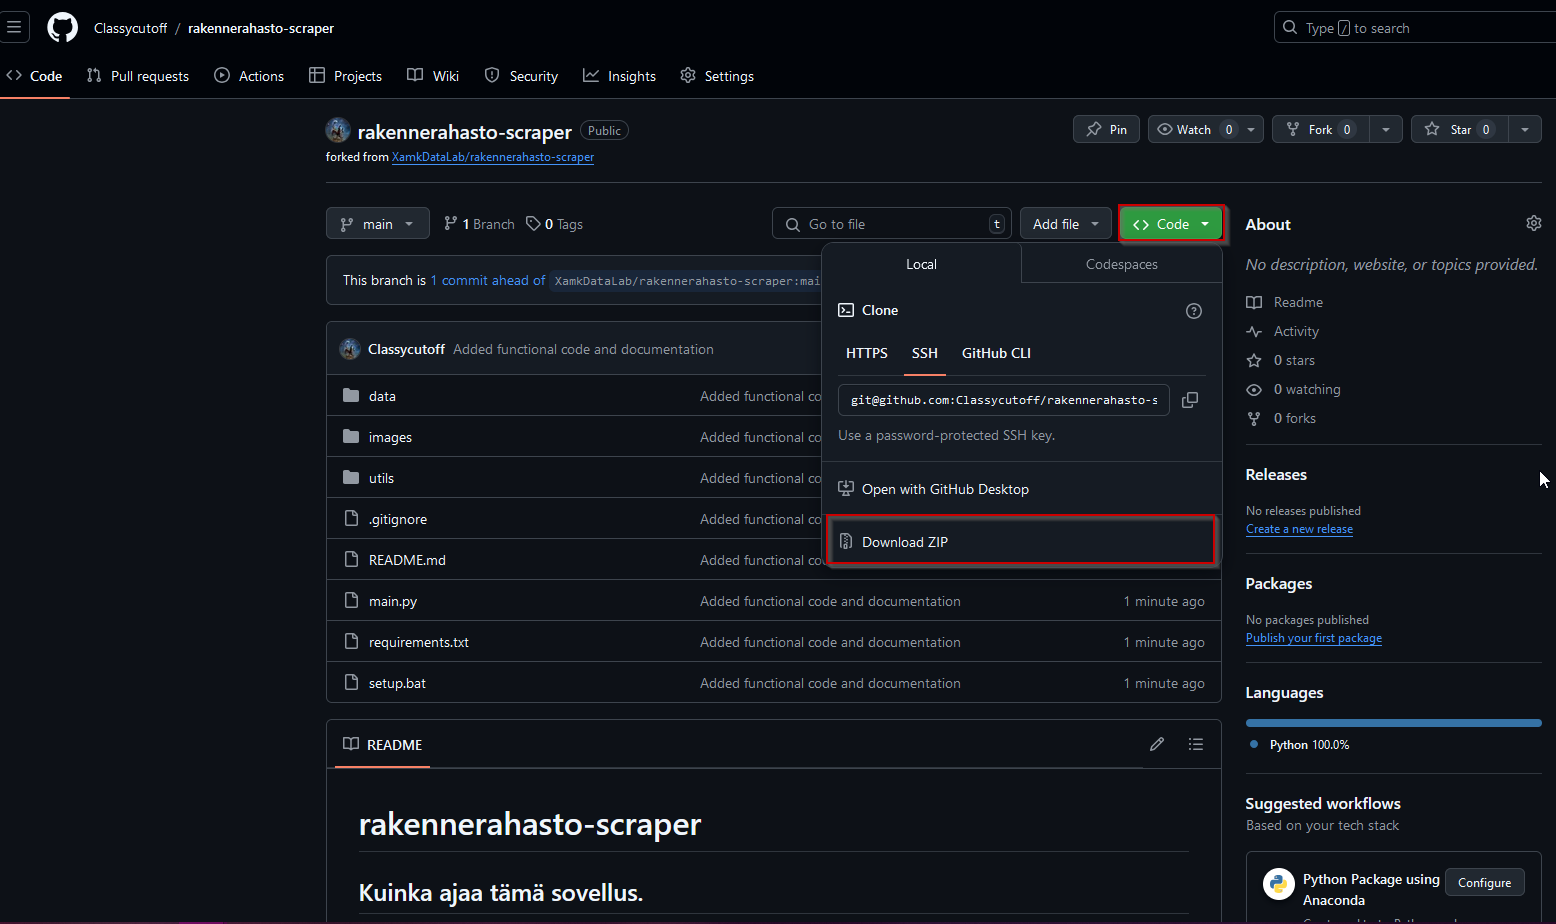 Classycutoff / rakennerahasto-scraper
Type / to search
Code Pull requests Actions Projects Wiki Security Insights Settings
rakennerahasto-scraper Public
Pin Watch 0 Fork 0 Star 0
forked from XamkDataLab/rakennerahasto-scraper
main 1 Branch 0 Tags Go to file t Add file Code
Local Codespaces
This branch is 1 commit ahead of XamkDataLab/rakennerahasto-scraper:mai
Clone
HTTPS SSH GitHub CLI
git@github.com:Classycutoff/rakennerahasto-s
Use a password-protected SSH key.
Open with GitHub Desktop
Download ZIP
Classycutoff Added functional code and documentation
data Added functional co
images Added functional co
utils Added functional co
.gitignore Added functional co
README.md Added functional co
main.py Added functional code and documentation 1 minute ago
requirements.txt Added functional code and documentation 1 minute ago
setup.bat Added functional code and documentation 1 minute ago
README
rakennerahasto-scraper
Kuinka ajaa tämä sovellus.
About
No description, website, or topics provided.
Readme
Activity
0 stars
0 watching
0 forks
Releases
No releases published
Create a new release
Packages
No packages published
Publish your first package
Languages
Python 100.0%
Suggested workflows
Based on your tech stack
Python Package using Anaconda
Configure